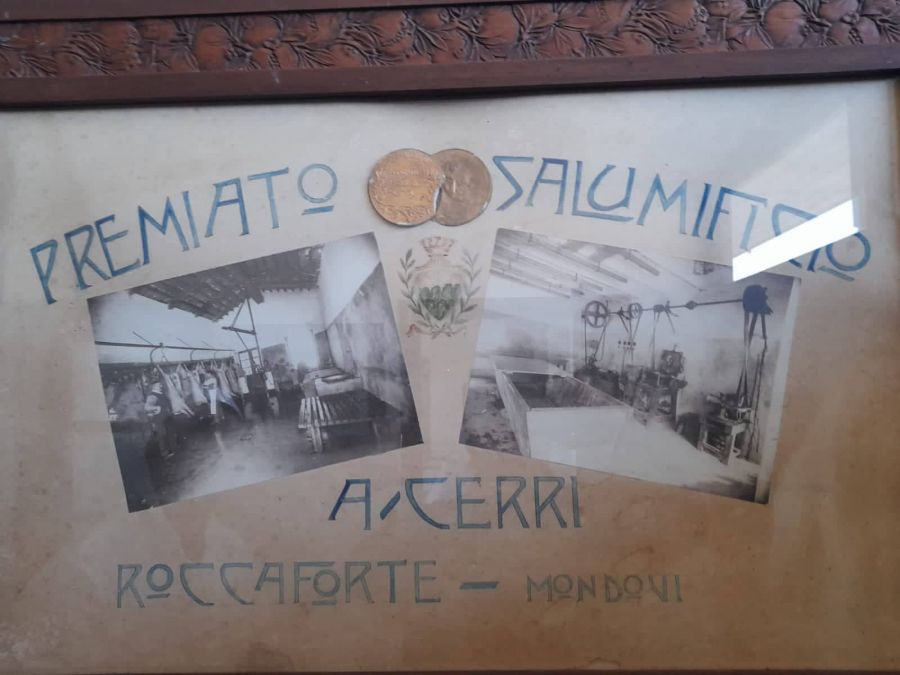 PREMIATO SALUMIFICIO
A. CERRI
ROCCAFORTE - MONDOVI